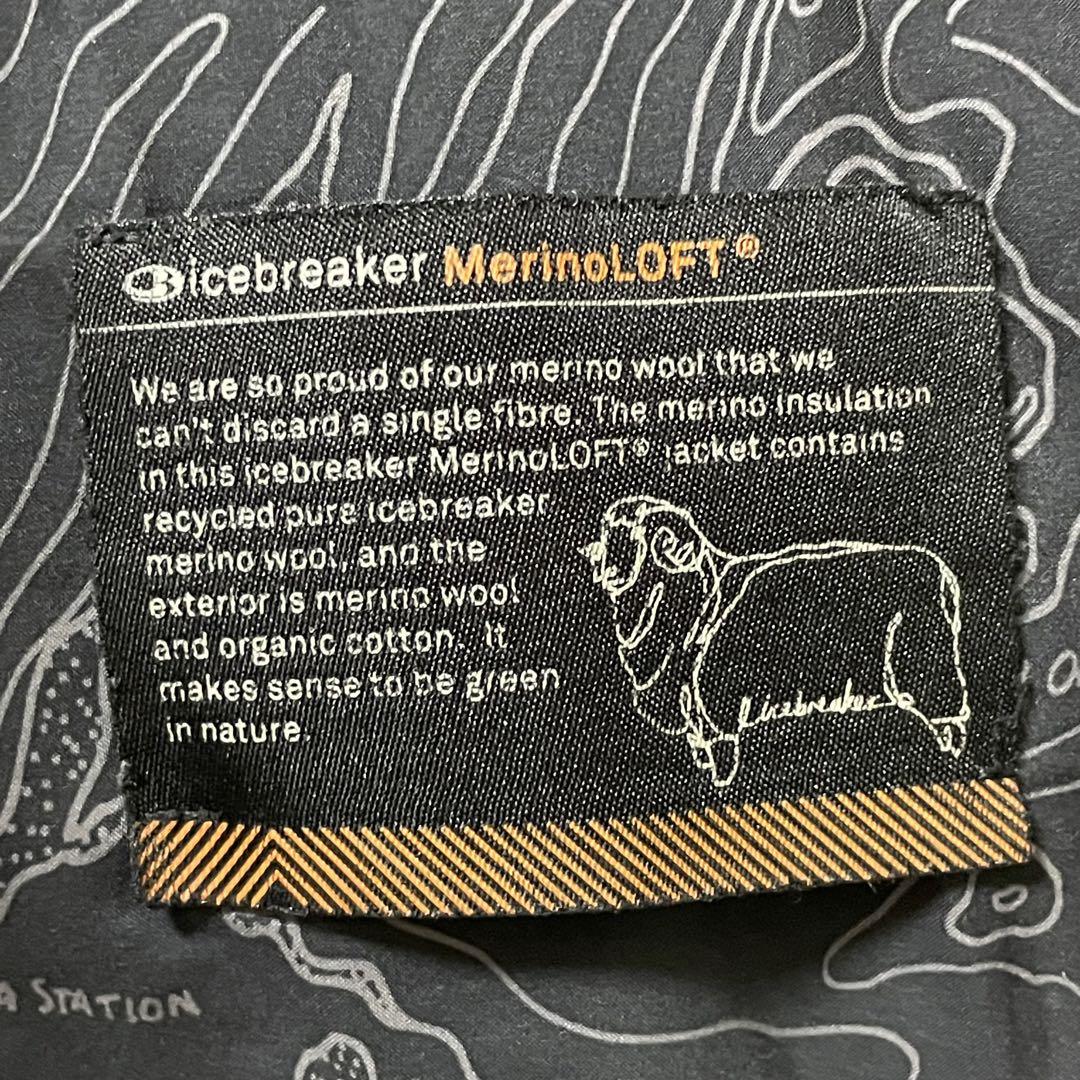 icebreaker MerinoLOFT®
We are so proud of our merino wool that we
can't discard a single fibre. The merino insulation
in this icebreaker MerinoLOFT® jacket contains
recycled pure icebreaker
merino wool, and the
exterior is merino wool
and organic cotton. It
makes sense to be green
in nature.
icebreaker
A STATION